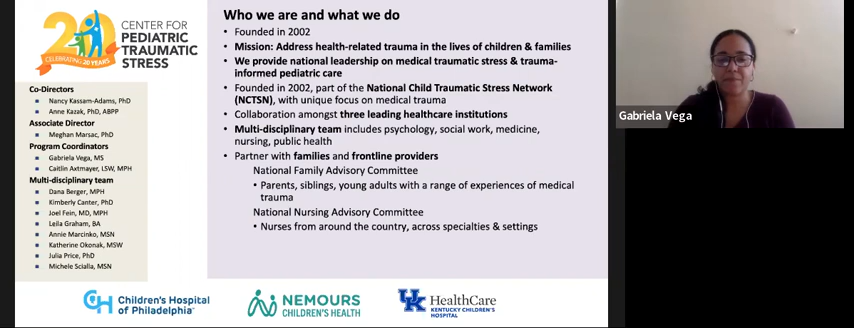 20
CELEBRATING 20 YEARS
CENTER FOR
PEDIATRIC
TRAUMATIC
STRESS
Co-Directors
Nancy Kassam-Adams, PhD
Anne Kazak, PhD, ABPP
Associate Director
Meghan Marsac, PhD
Program Coordinators
Gabriela Vega, MS
Caitlin Axtmayer, LSW, MPH
Multi-disciplinary team
Dana Berger, MPH
Kimberly Canter, PhD
Joel Fein, MD, MPH
Leila Graham, BA
Annie Marcinko, MSN
Katherine Okonak, MSW
Julia Price, PhD
Michele Scialla, MSN
Who we are and what we do
• Founded in 2002
• Mission: Address health-related trauma in the lives of children & families
• We provide national leadership on medical traumatic stress & trauma-
informed pediatric care
• Founded in 2002, part of the National Child Traumatic Stress Network
(NCTSN), with unique focus on medical trauma
• Collaboration amongst three leading healthcare institutions
• Multi-disciplinary team includes psychology, social work, medicine,
nursing, public health
• Partner with families and frontline providers
National Family Advisory Committee
• Parents, siblings, young adults with a range of experiences of medical
trauma
National Nursing Advisory Committee
• Nurses from around the country, across specialties & settings
Gabriela Vega
CH Children's Hospital
of Philadelphia
NEMOURS
CHILDREN'S HEALTH
UK HealthCare
KENTUCKY CHILDREN'S
HOSPITAL